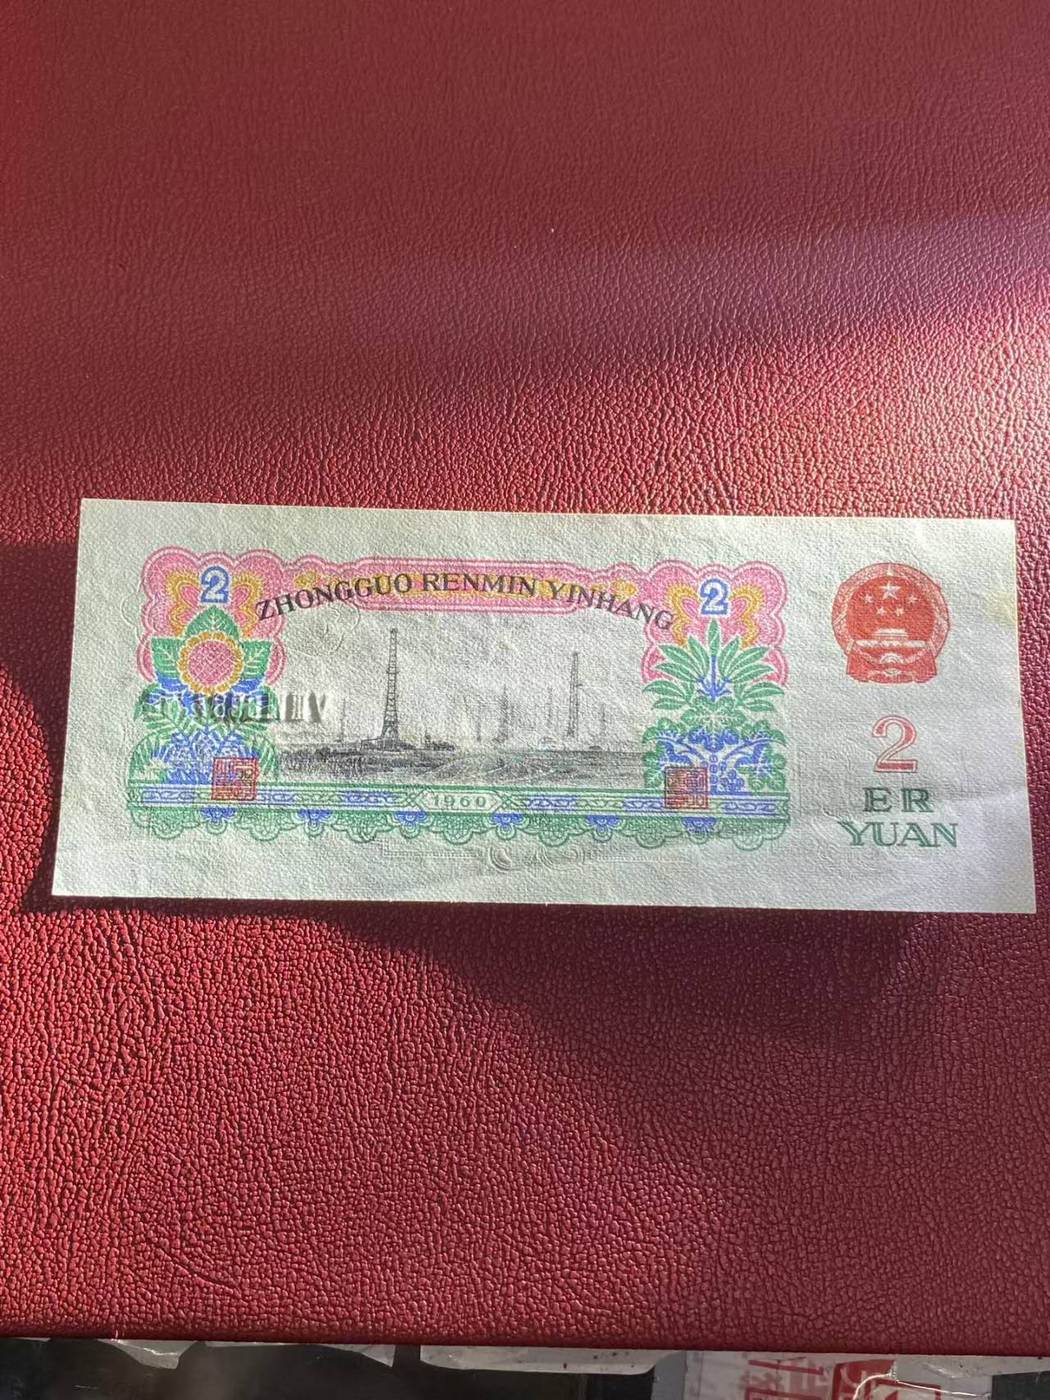 2
ZHONGGUO RENMIN YINHANG
2
1960
2
ER
YUAN